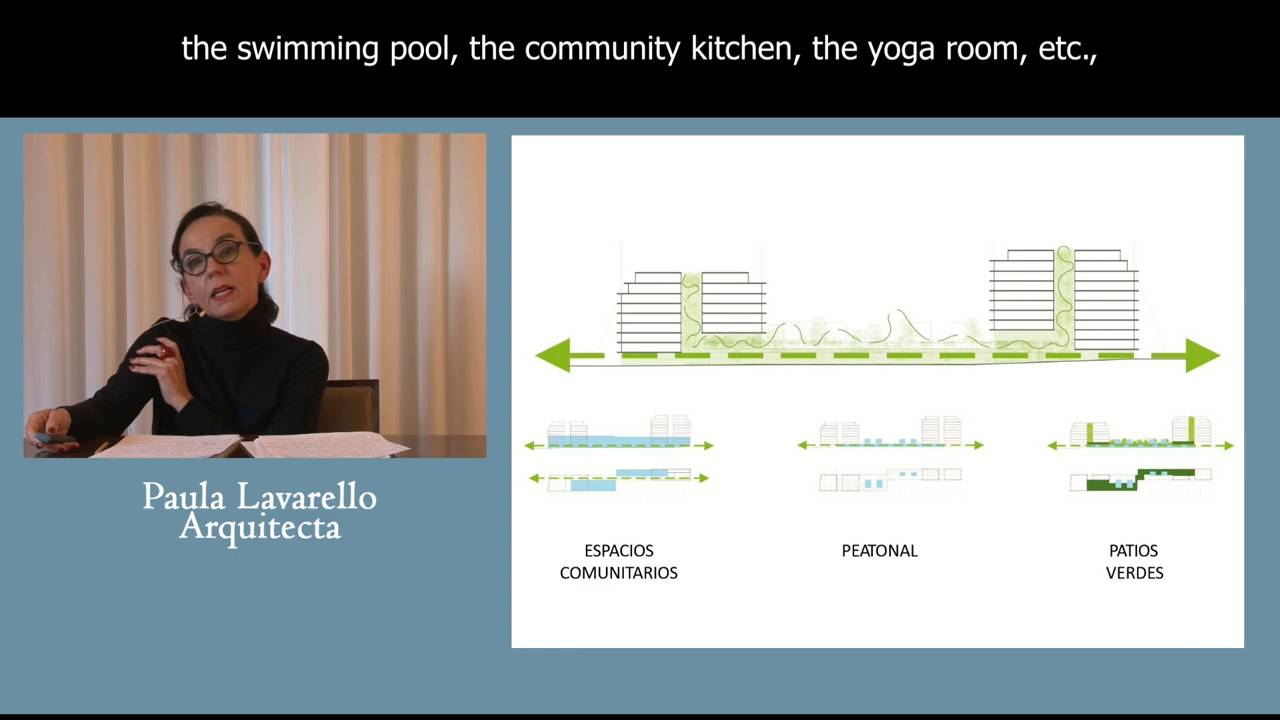 the swimming pool, the community kitchen, the yoga room, etc.,
Paula Lavarello
Arquitecta
ESPACIOS
COMUNITARIOS
PEATONAL
PATIOS
VERDES